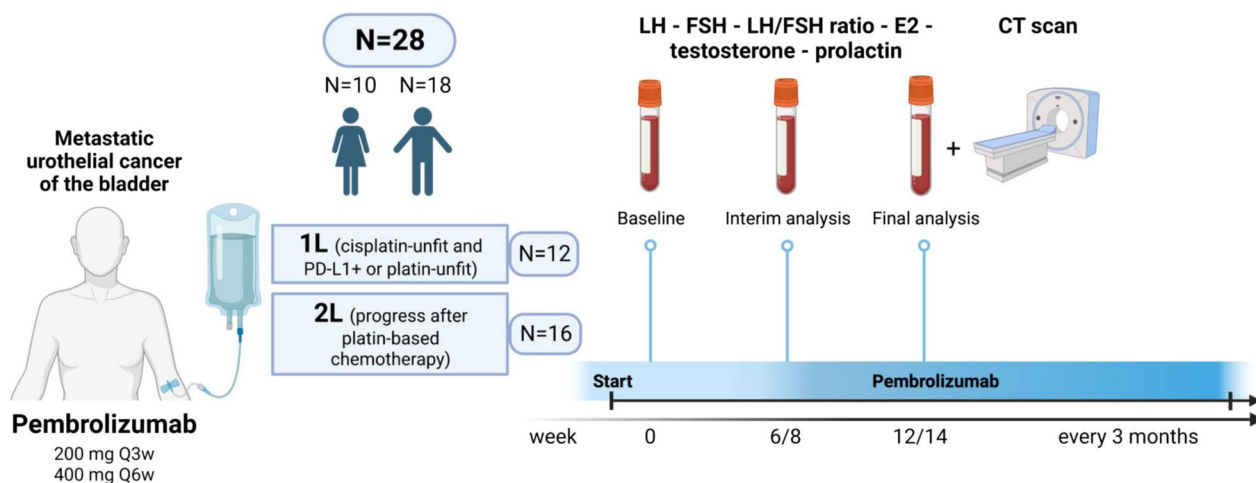 N=28
N=10
N=18
Metastatic
urothelial cancer
of the bladder
Pembrolizumab
200 mg Q3w
400 mg Q6w
1L (cisplatin-unfit and
PD-L1+ or platin-unfit)
N=12
2L (progress after
platin-based
chemotherapy)
N=16
LH - FSH - LH/FSH ratio - E2 -
testosterone - prolactin
CT scan
+
Baseline
Interim analysis
Final analysis
Start
Pembrolizumab
week
0
6/8
12/14
every 3 months